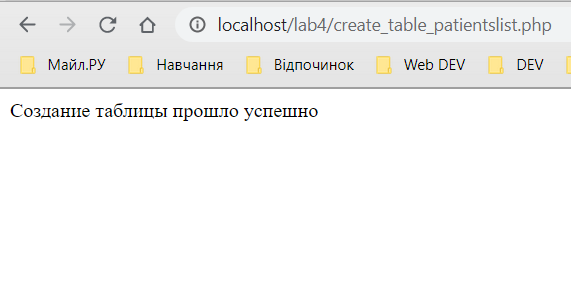 localhost/lab4/create_table_patientslist.php
Майл.РУ Навчання Відпочинок Web DEV DEV
Создание таблицы прошло успешно